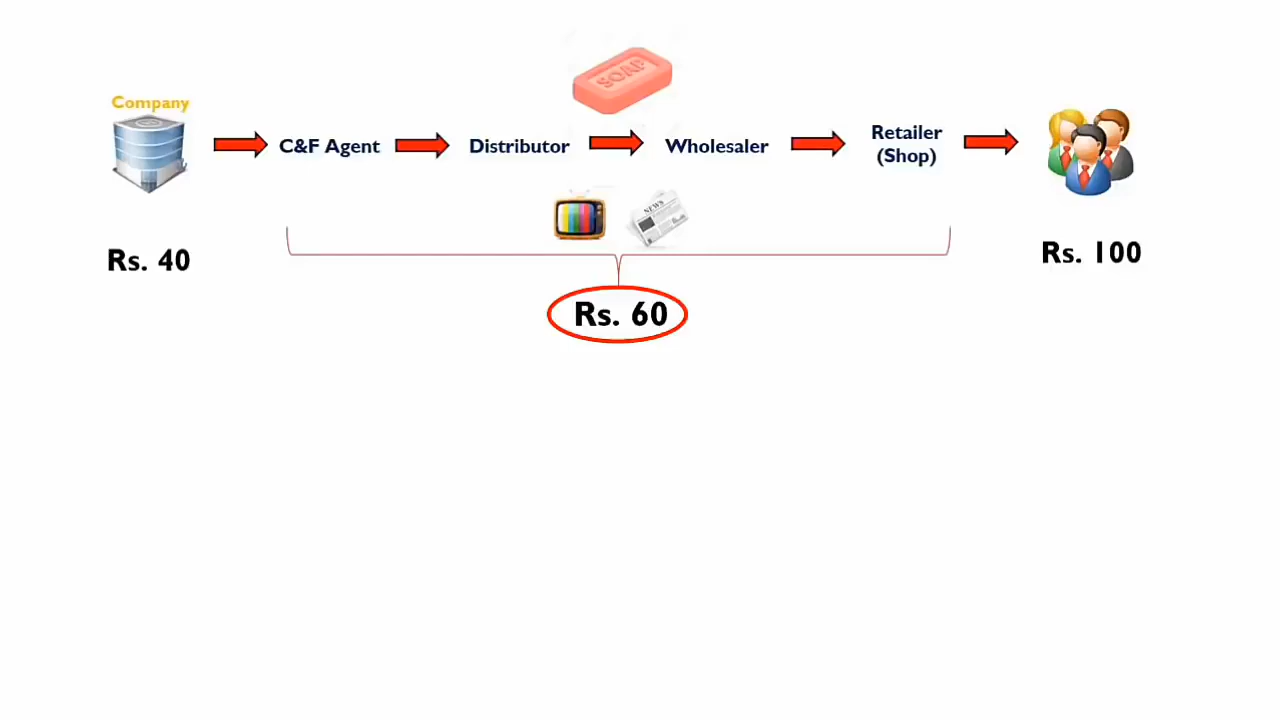 SOAP
Company
C&F Agent
Distributor
Wholesaler
Retailer
(Shop)
NEWS
Rs. 40
Rs. 60
Rs. 100